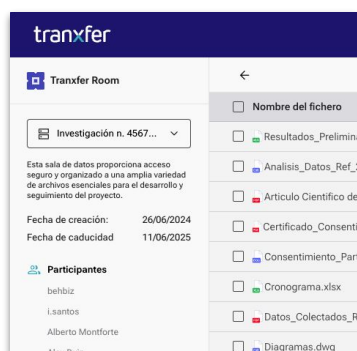 tranxfer
Tranxfer Room
Investigación n. 4567...
Esta sala de datos proporciona acceso
seguro y organizado a una amplia variedad
de archivos esenciales para el desarrollo y
seguimiento del proyecto.
Fecha de creación: 26/06/2024
Fecha de caducidad 11/06/2025
Participantes
behbiz
i.santos
Alberto Montforte
Nombre del fichero
Resultados_Prelimin
Analisis_Datos_Ref_
Articulo Cientifico de
Certificado_Consenti
Consentimiento_Par
Cronograma.xlsx
Datos_Colectados_R
Diagramas.dwg